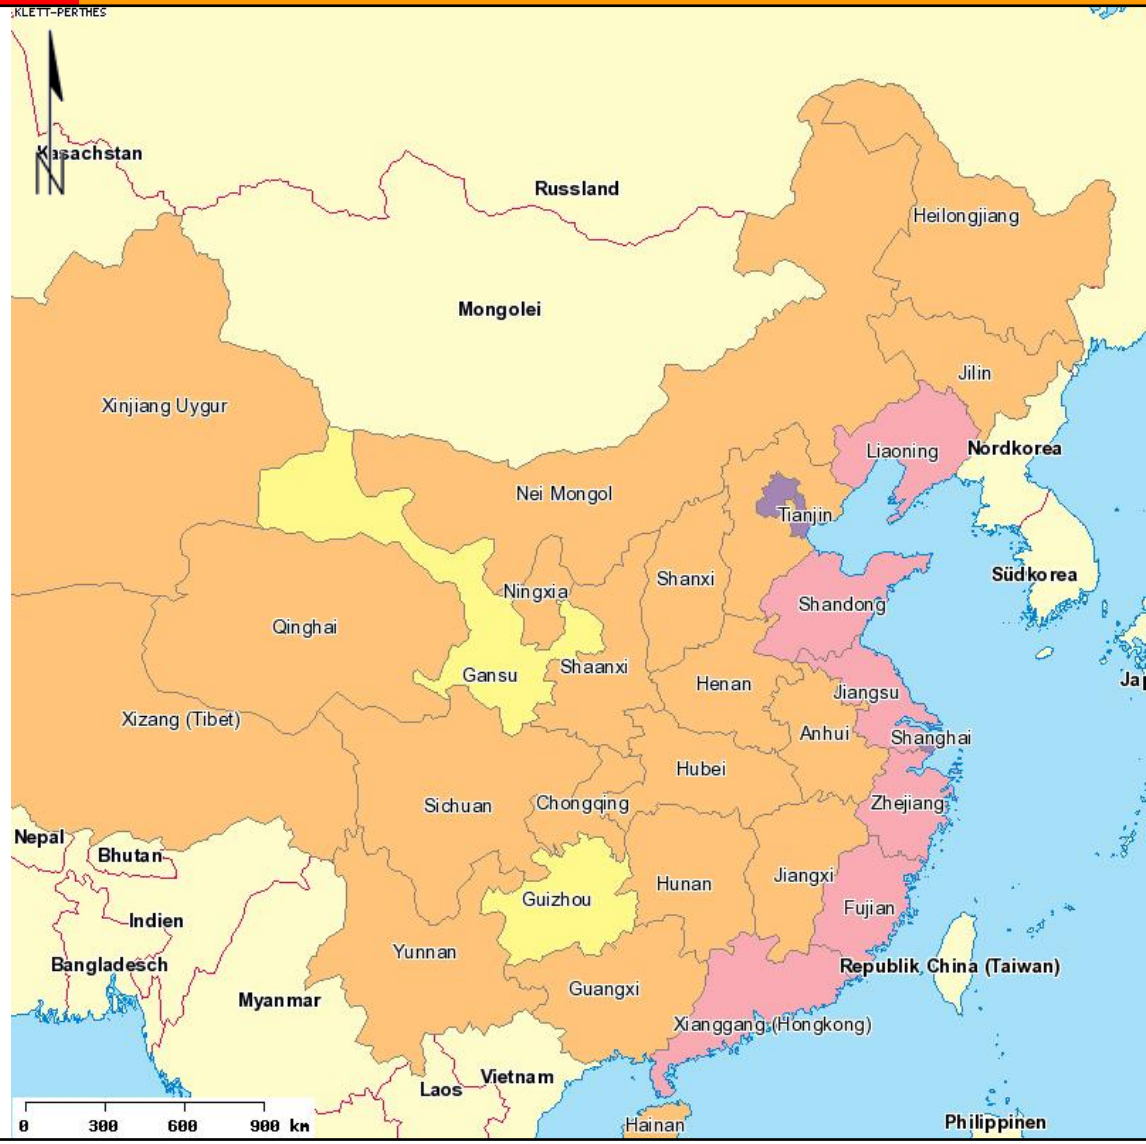 KLETT-PERTHES
N
Kasachstan
Russland
Heilongjiang
Mongolei
Jilin
Xinjiang Uygur
Liaoning
Nordkorea
Nei Mongol
Tianjin
Südkorea
Shanxi
Ningxia
Shandong
Qinghai
Shaanxi
Gansu
Henan
Jiangsu
Jap
Xizang (Tibet)
Anhui
Shanghai
Hubei
Sichuan
Chongqing
Zhejiang
Nepal
Bhutan
Jiangxi
Hunan
Guizhou
Fujian
Indien
Yunnan
Bangladesch
Republik China (Taiwan)
Guangxi
Myanmar
Xianggang (Hongkong)
Vietnam
Laos
0 300 600 900 km
Hainan
Philippinen